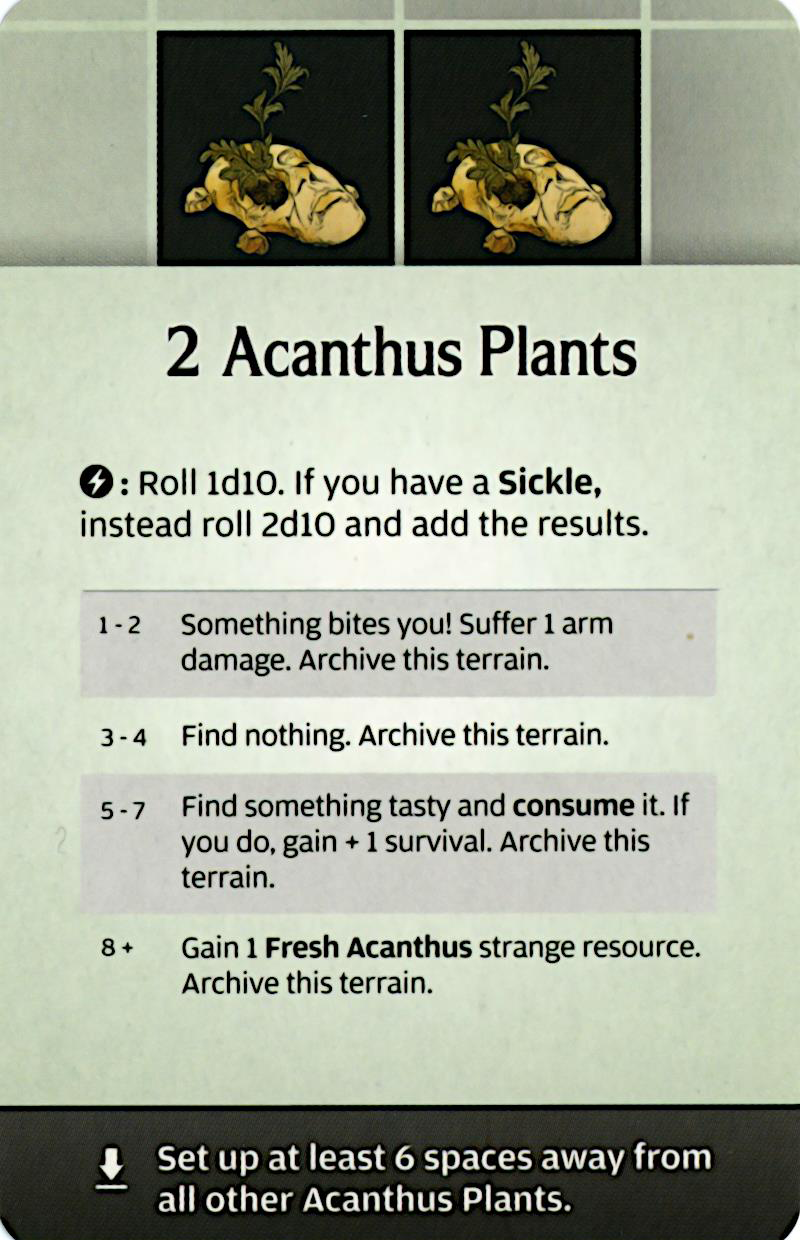 2 Acanthus Plants
: Roll 1d10. If you have a Sickle,
instead roll 2d10 and add the results.
1 - 2 Something bites you! Suffer 1 arm
damage. Archive this terrain.
3 - 4 Find nothing. Archive this terrain.
5 - 7 Find something tasty and consume it. If
you do, gain + 1 survival. Archive this
terrain.
8 + Gain 1 Fresh Acanthus strange resource.
Archive this terrain.
Set up at least 6 spaces away from
all other Acanthus Plants.